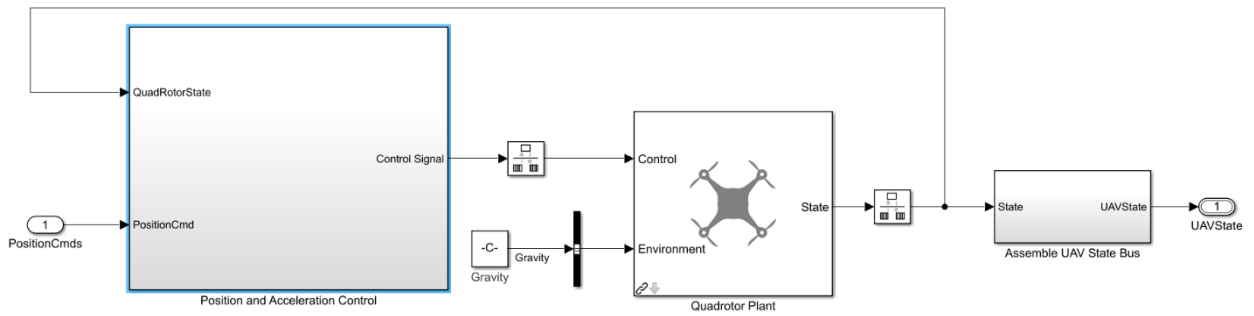 QuadRotorState
Control Signal
PositionCmd
1
PositionCmds
Position and Acceleration Control
Control
State
Environment
-C-
Gravity
Gravity
Quadrotor Plant
State
UAVState
Assemble UAV State Bus
1
UAVState